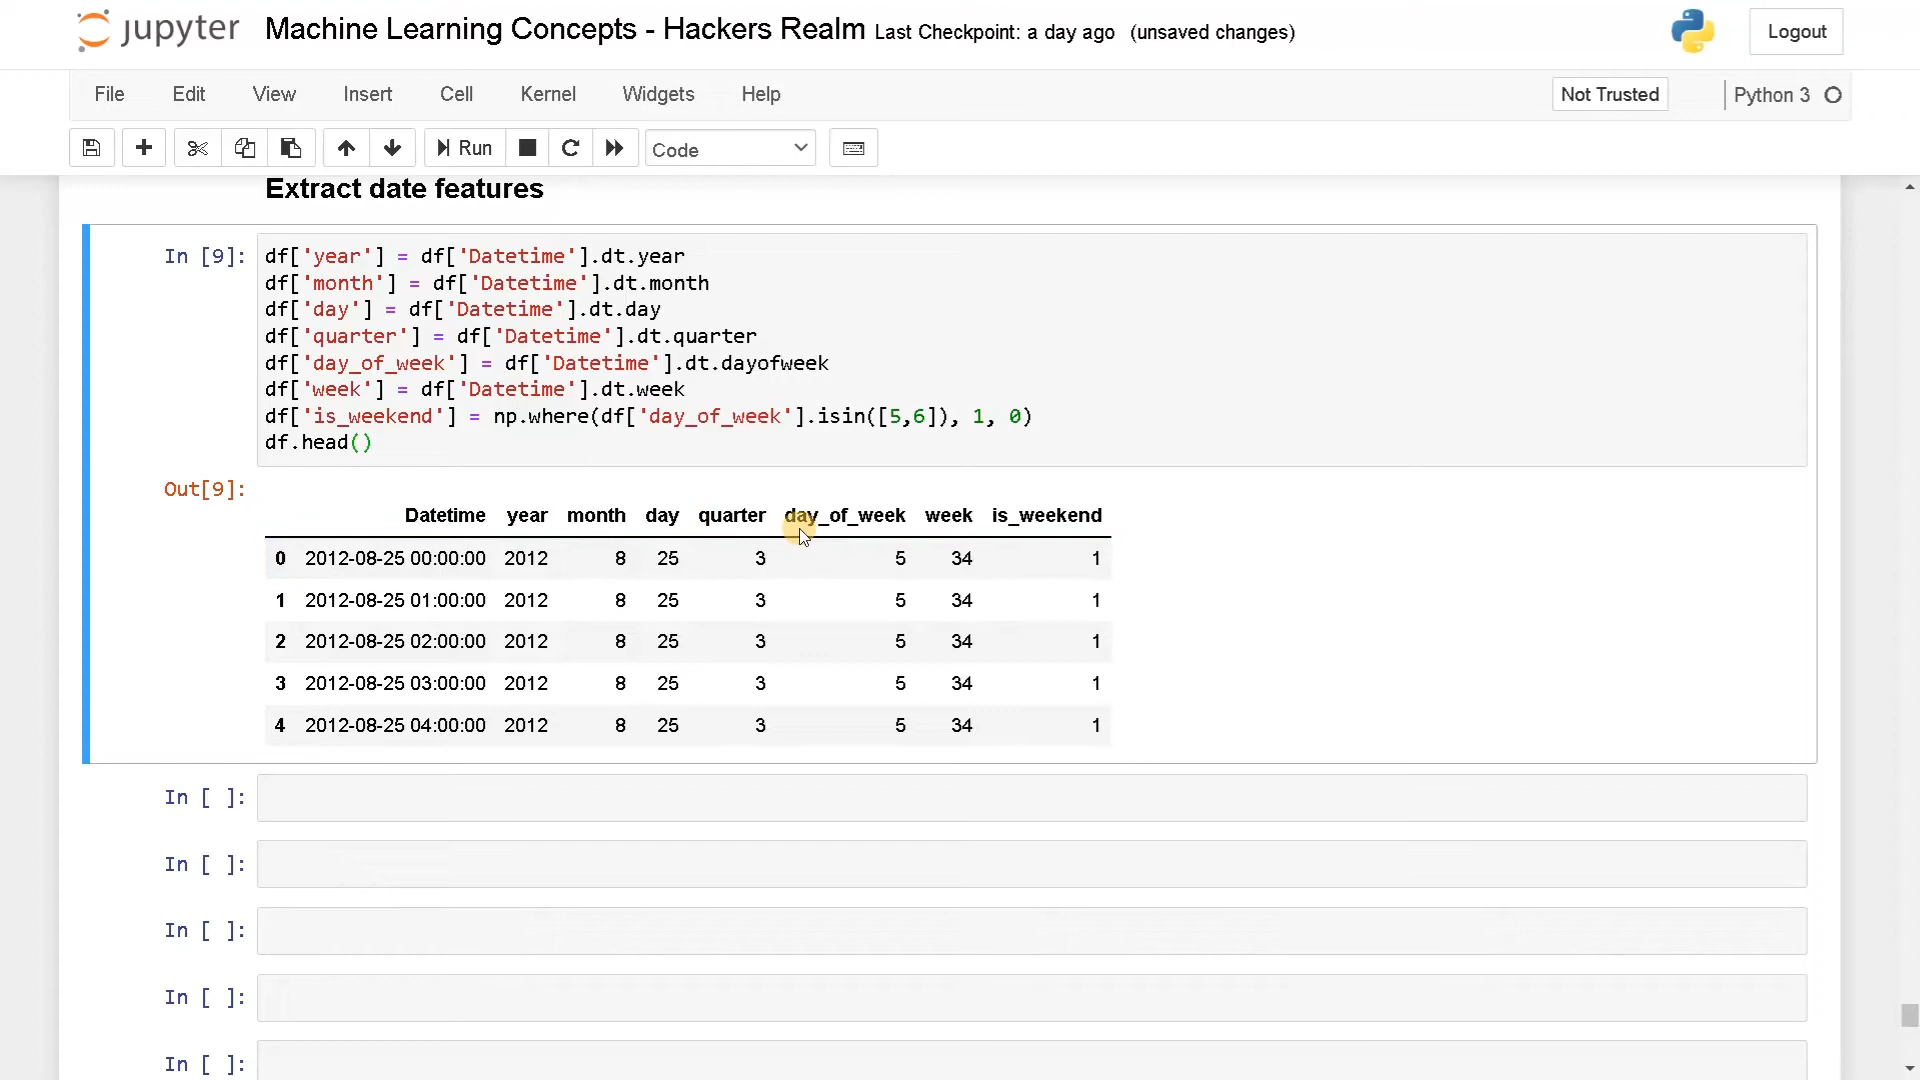 jupyter Machine Learning Concepts - Hackers Realm Last Checkpoint: a day ago (unsaved changes) Logout
File Edit View Insert Cell Kernel Widgets Help Not Trusted Python 3
Run Code
Extract date features
In [9]: df['year'] = df['Datetime'].dt.year
df['month'] = df['Datetime'].dt.month
df['day'] = df['Datetime'].dt.day
df['quarter'] = df['Datetime'].dt.quarter
df['day_of_week'] = df['Datetime'].dt.dayofweek
df['week'] = df['Datetime'].dt.week
df['is_weekend'] = np.where(df['day_of_week'].isin([5,6]), 1, 0)
df.head()
Out[9]:
Datetime year month day quarter day_of_week week is_weekend
0 2012-08-25 00:00:00 2012 8 25 3 5 34 1
1 2012-08-25 01:00:00 2012 8 25 3 5 34 1
2 2012-08-25 02:00:00 2012 8 25 3 5 34 1
3 2012-08-25 03:00:00 2012 8 25 3 5 34 1
4 2012-08-25 04:00:00 2012 8 25 3 5 34 1
In [ ]:
In [ ]:
In [ ]:
In [ ]:
In [ ]: